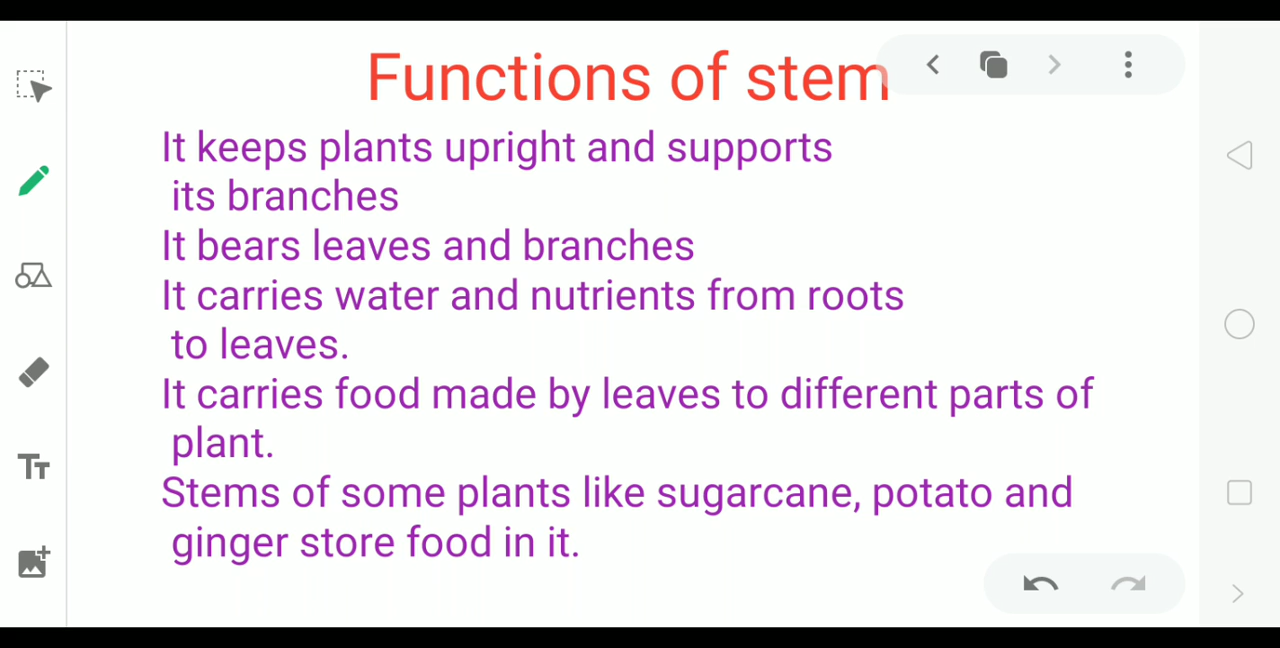 Functions of stem
It keeps plants upright and supports
its branches
It bears leaves and branches
It carries water and nutrients from roots
to leaves.
It carries food made by leaves to different parts of
plant.
Stems of some plants like sugarcane, potato and
ginger store food in it.
TT